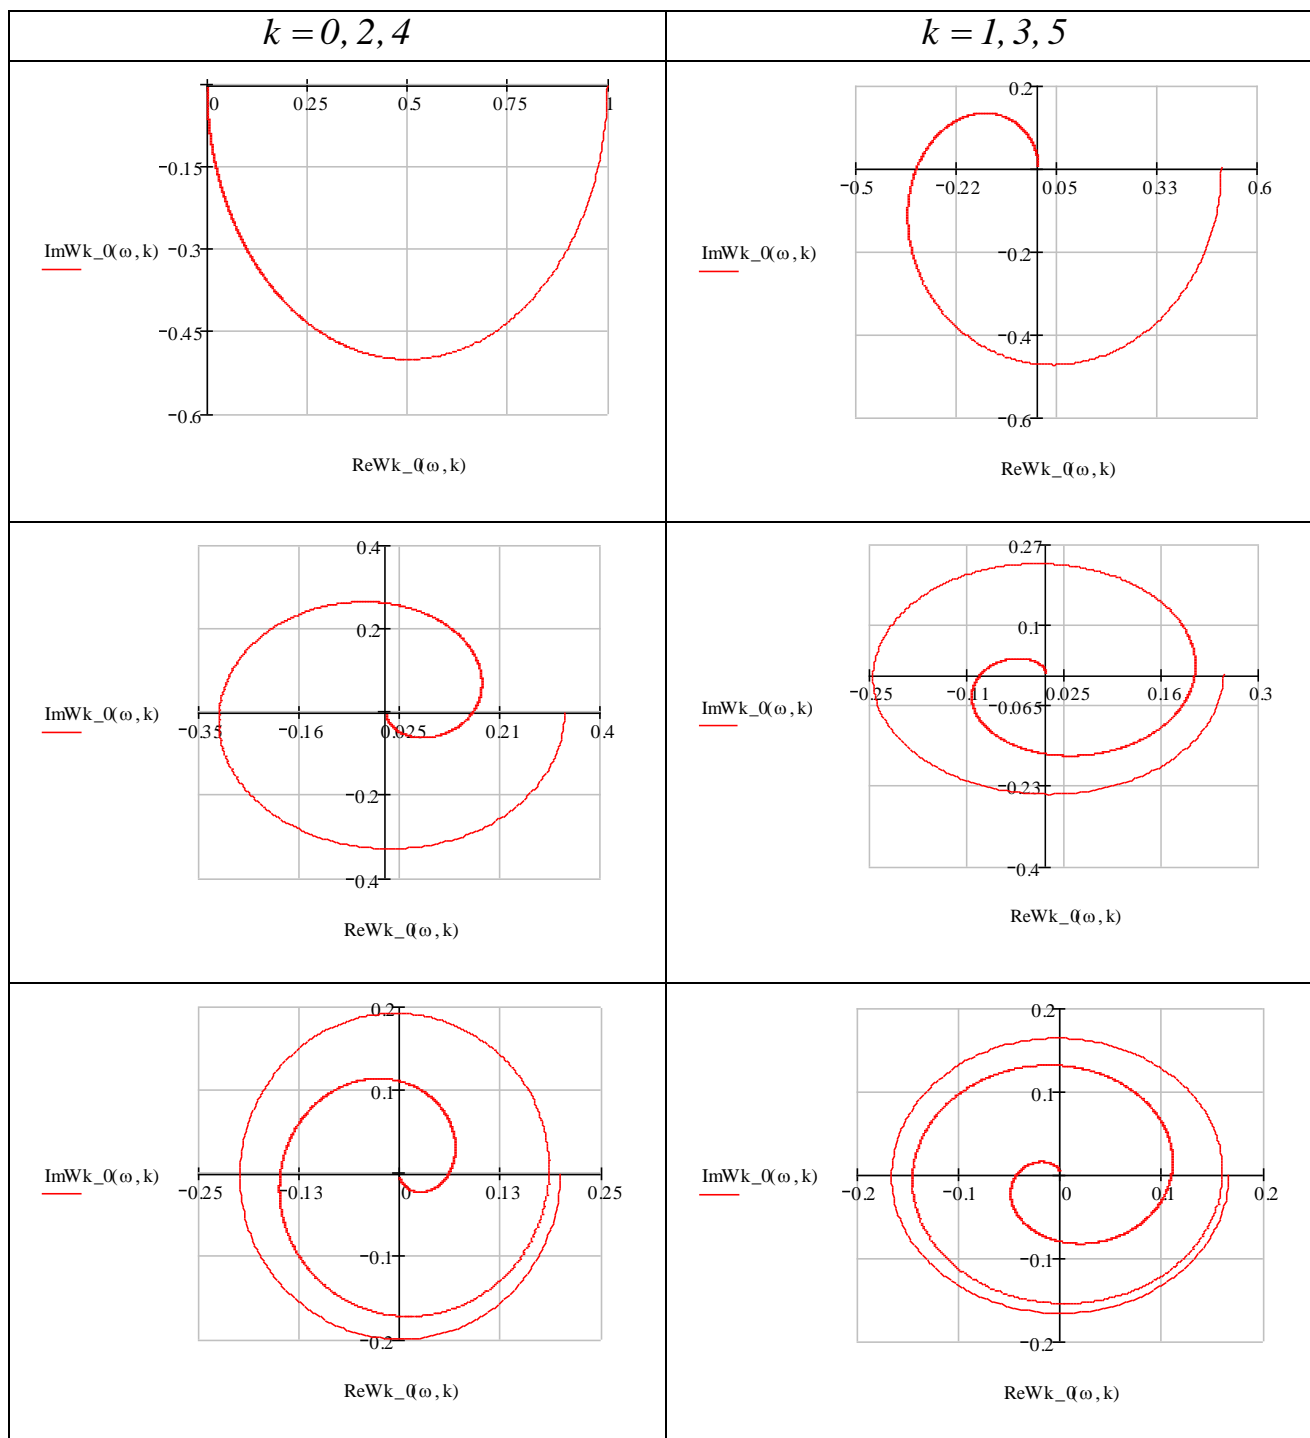 k = 0, 2, 4
k = 1, 3, 5
0 0.25 0.5 0.75 1
−0.15
−0.3
−0.45
−0.6
ImWk_0(ω, k)
ReWk_0(ω, k)
0.2
−0.5 −0.22 0.05 0.33 0.6
−0.2
−0.4
−0.6
ImWk_0(ω, k)
ReWk_0(ω, k)
0.4
0.2
−0.35 −0.16 0.025 0.21 0.4
−0.2
−0.4
ImWk_0(ω, k)
ReWk_0(ω, k)
0.27
0.1
−0.25 −0.11 0.025 0.16 0.3
−0.065
−0.23
−0.4
ImWk_0(ω, k)
ReWk_0(ω, k)
0.2
0.1
−0.25 −0.13 0 0.13 0.25
−0.1
−0.2
ImWk_0(ω, k)
ReWk_0(ω, k)
0.2
0.1
−0.2 −0.1 0 0.1 0.2
−0.1
−0.2
ImWk_0(ω, k)
ReWk_0(ω, k)